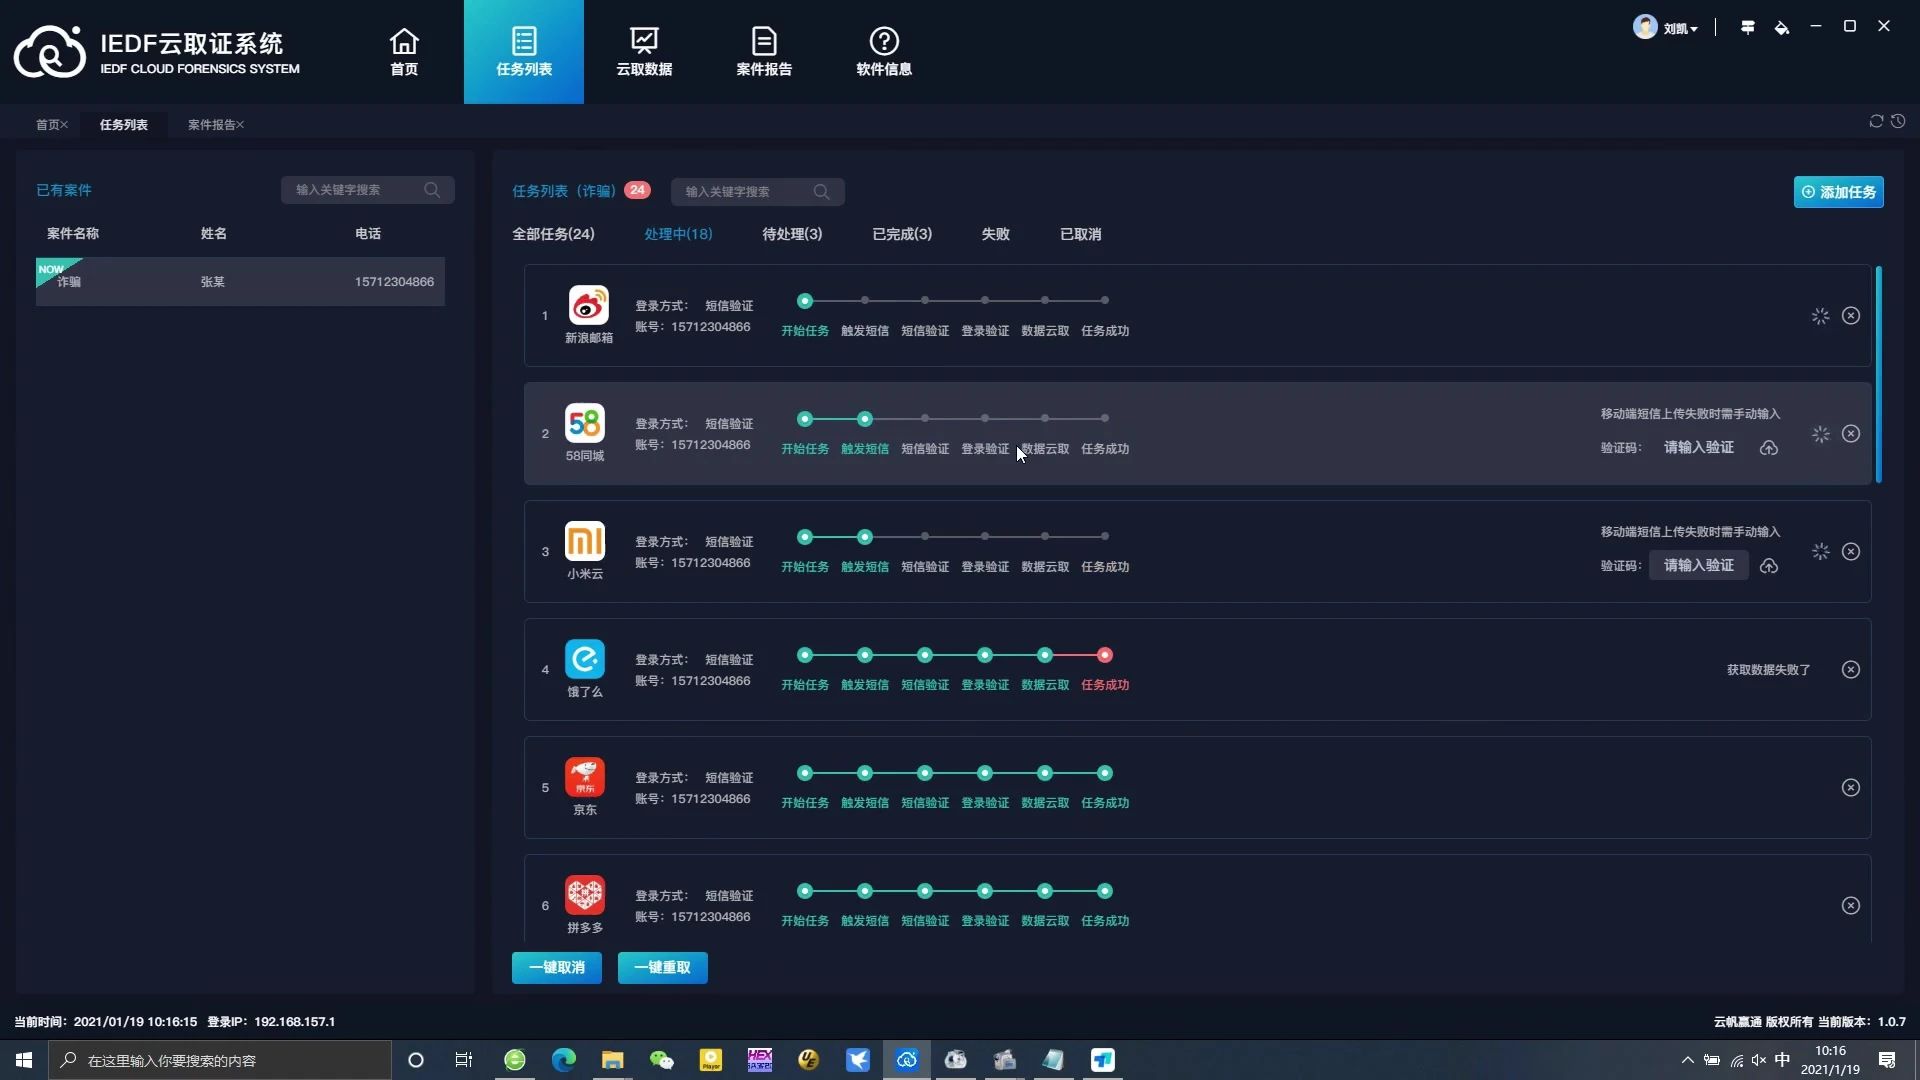 IEDF云取证系统
IEDF CLOUD FORENSICS SYSTEM
首页
任务列表
云取数据
案件报告
软件信息
刘凯
首页×
任务列表
案件报告×
已有案件
输入关键字搜索
案件名称 姓名 电话
NOW
诈骗 张某 15712304866
任务列表（诈骗） 24
输入关键字搜索
添加任务
全部任务(24) 处理中(18) 待处理(3) 已完成(3) 失败 已取消
1
新浪邮箱
登录方式： 短信验证
账号：15712304866
开始任务 触发短信 短信验证 登录验证 数据云取 任务成功
2
58
58同城
登录方式： 短信验证
账号：15712304866
开始任务 触发短信 短信验证 登录验证 数据云取 任务成功
移动端短信上传失败时需手动输入
验证码： 请输入验证
3
小米云
登录方式： 短信验证
账号：15712304866
开始任务 触发短信 短信验证 登录验证 数据云取 任务成功
移动端短信上传失败时需手动输入
验证码： 请输入验证
4
饿了么
登录方式： 短信验证
账号：15712304866
开始任务 触发短信 短信验证 登录验证 数据云取 任务成功
获取数据失败了
5
京东
京东
登录方式： 短信验证
账号：15712304866
开始任务 触发短信 短信验证 登录验证 数据云取 任务成功
6
拼
拼多多
登录方式： 短信验证
账号：15712304866
开始任务 触发短信 短信验证 登录验证 数据云取 任务成功
一键取消
一键重取
当前时间：2021/01/19 10:16:15 登录IP：192.168.157.1
云帆赢通 版权所有 当前版本：1.0.7
在这里输入你要搜索的内容
Player
HEX
UE
中
10:16
2021/1/19